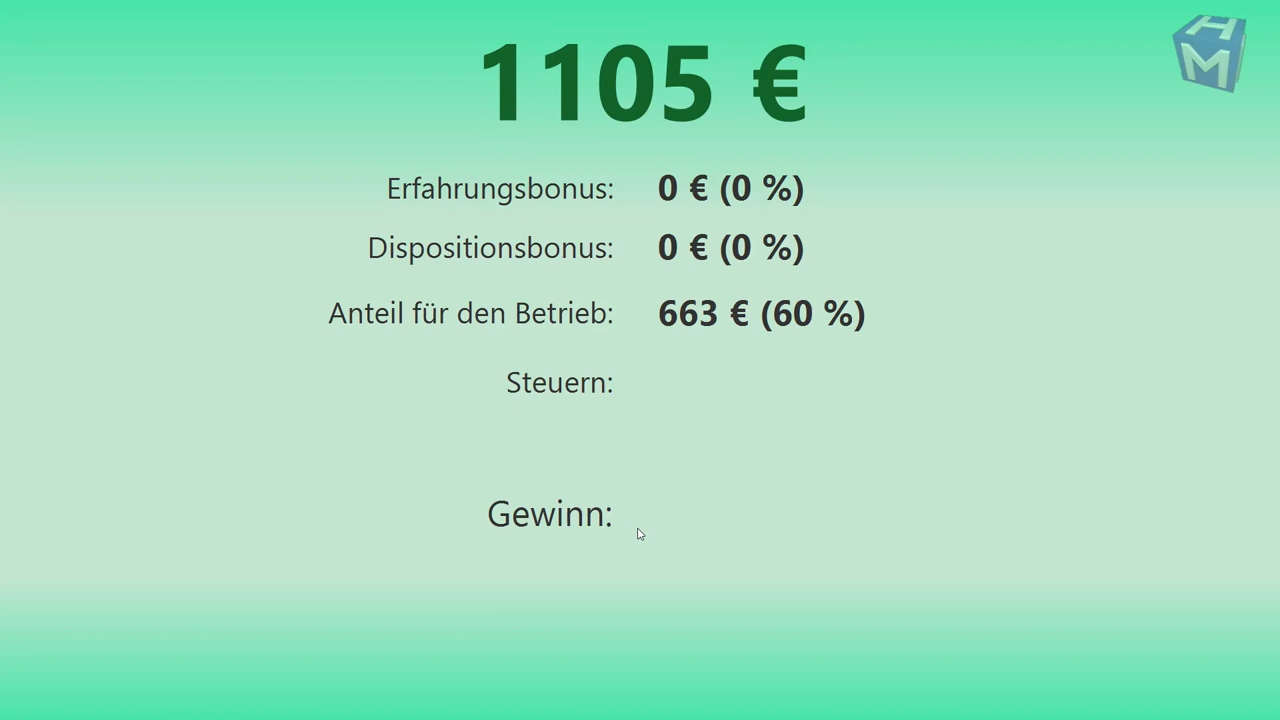 1105 €
Erfahrungsbonus: 0 € (0 %)
Dispositionsbonus: 0 € (0 %)
Anteil für den Betrieb: 663 € (60 %)
Steuern:
Gewinn:
H
M